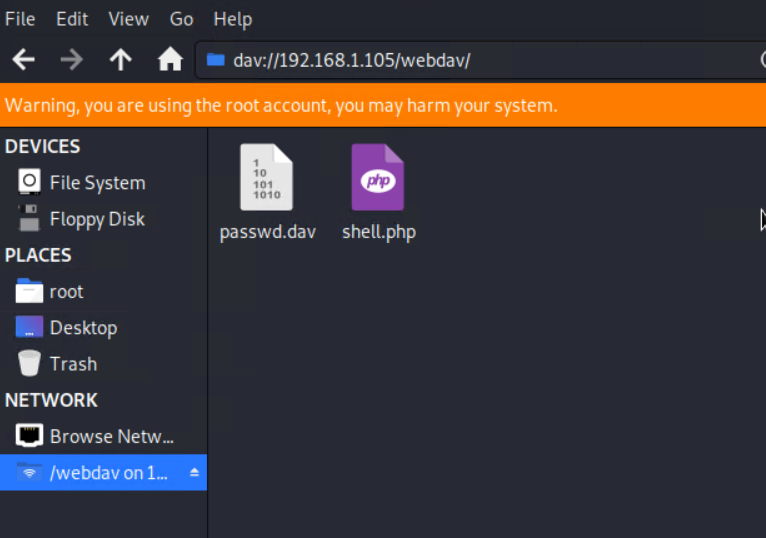 File Edit View Go Help
dav://192.168.1.105/webdav/
Warning, you are using the root account, you may harm your system.
DEVICES
File System
Floppy Disk
PLACES
root
Desktop
Trash
NETWORK
Browse Netw...
/webdav on 1...
1
10
101
1010
php
passwd.dav shell.php